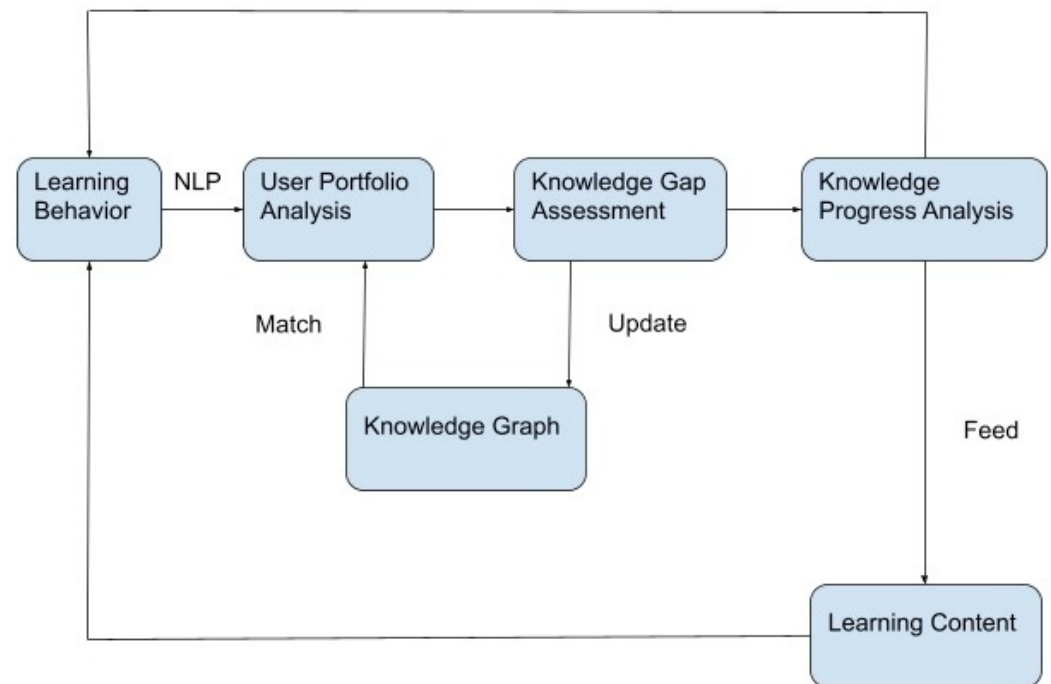 Learning
Behavior
NLP
User Portfolio
Analysis
Knowledge Gap
Assessment
Knowledge
Progress Analysis
Match
Update
Knowledge Graph
Feed
Learning Content